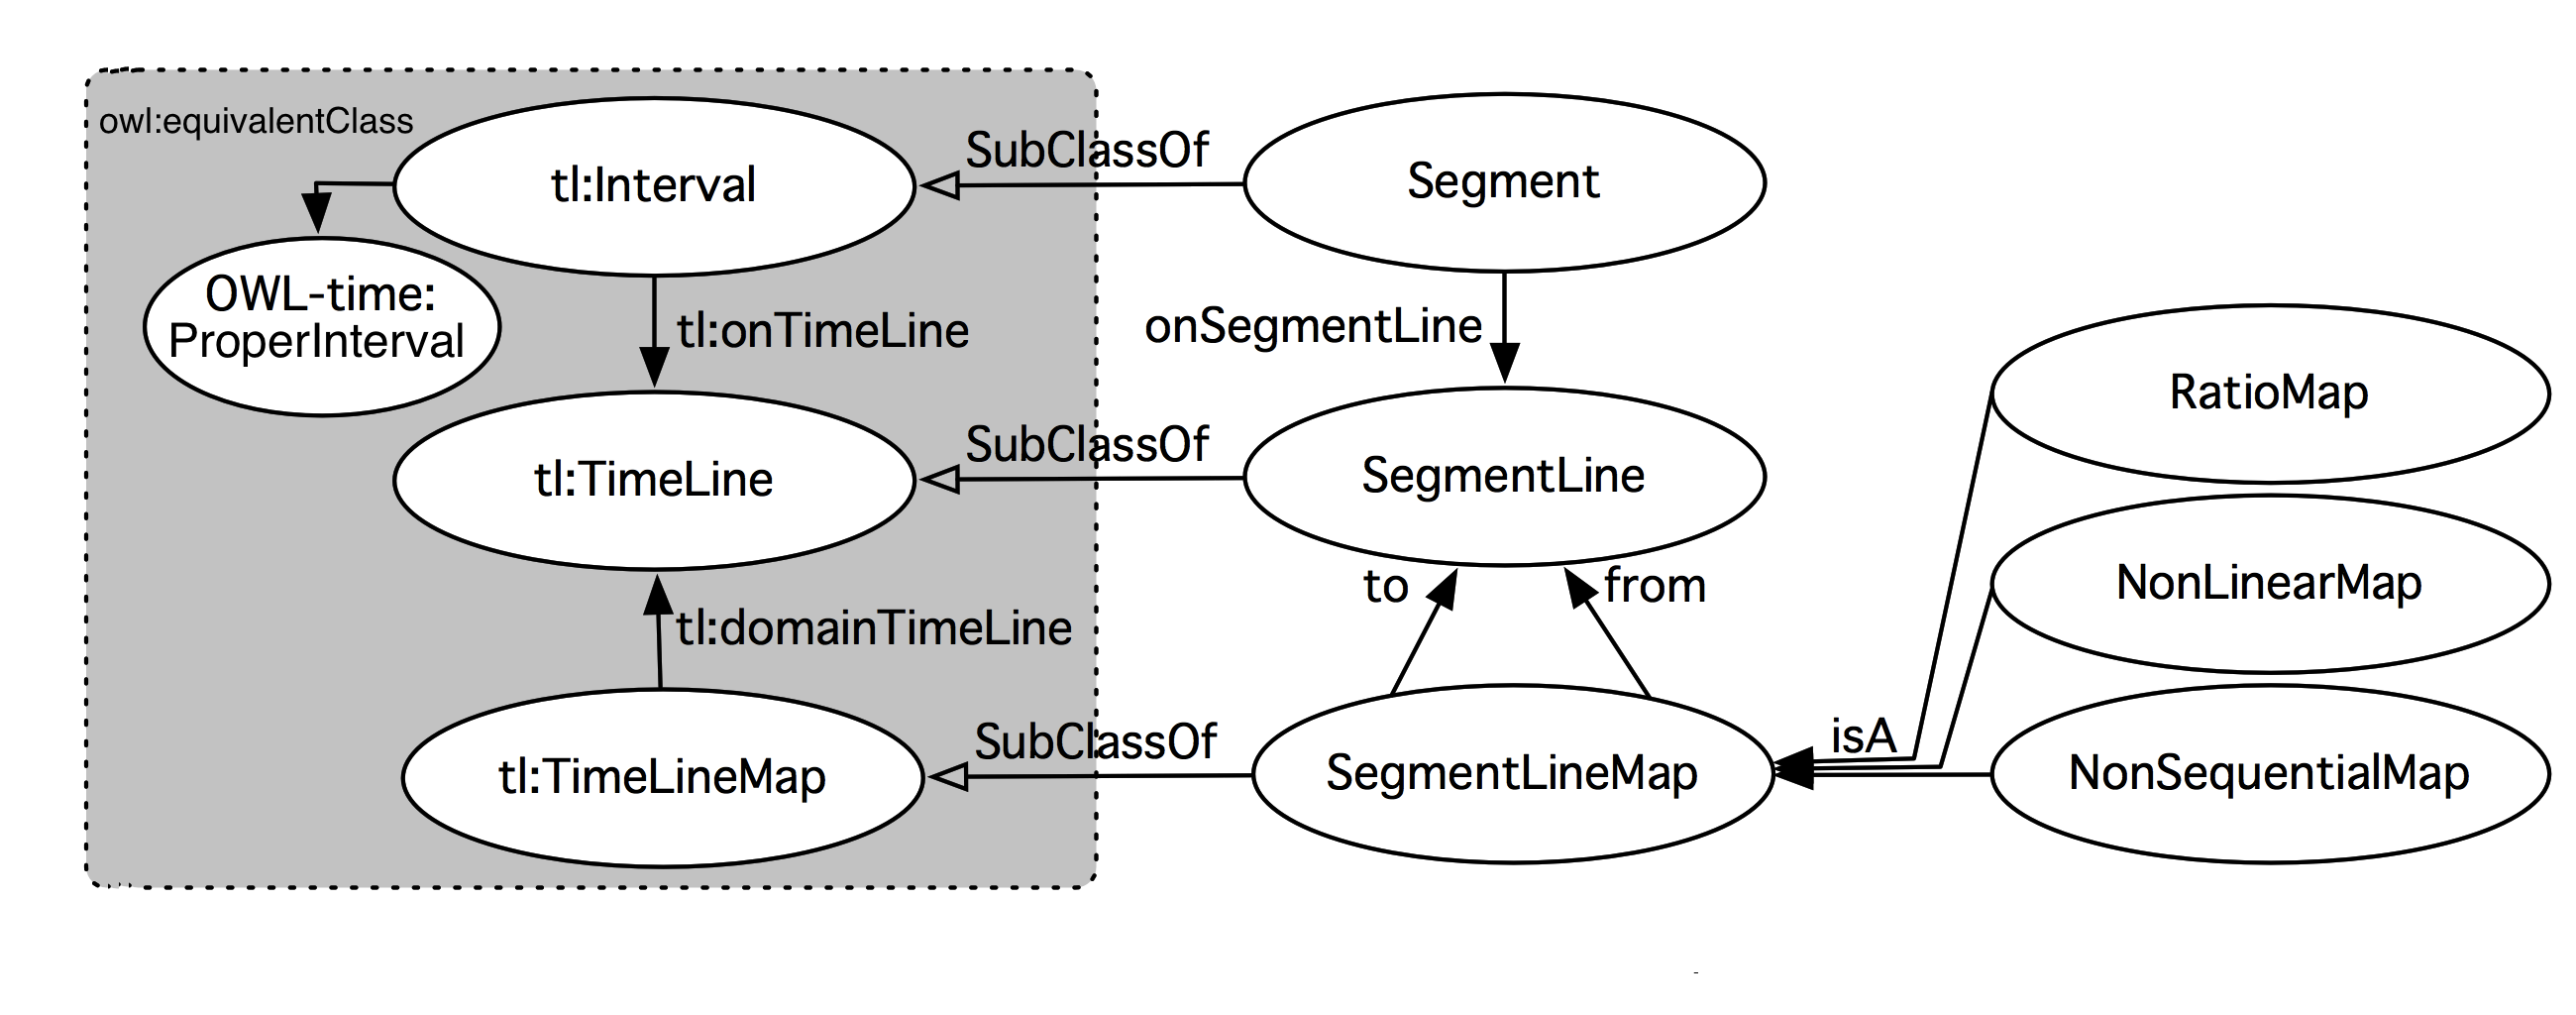 owl:equivalentClass
tl:Interval
SubClassOf
Segment
OWL-time:
ProperInterval
tl:onTimeLine
onSegmentLine
RatioMap
tl:TimeLine
SubClassOf
SegmentLine
to
from
NonLinearMap
tl:domainTimeLine
tl:TimeLineMap
SubClassOf
SegmentLineMap
isA
NonSequentialMap